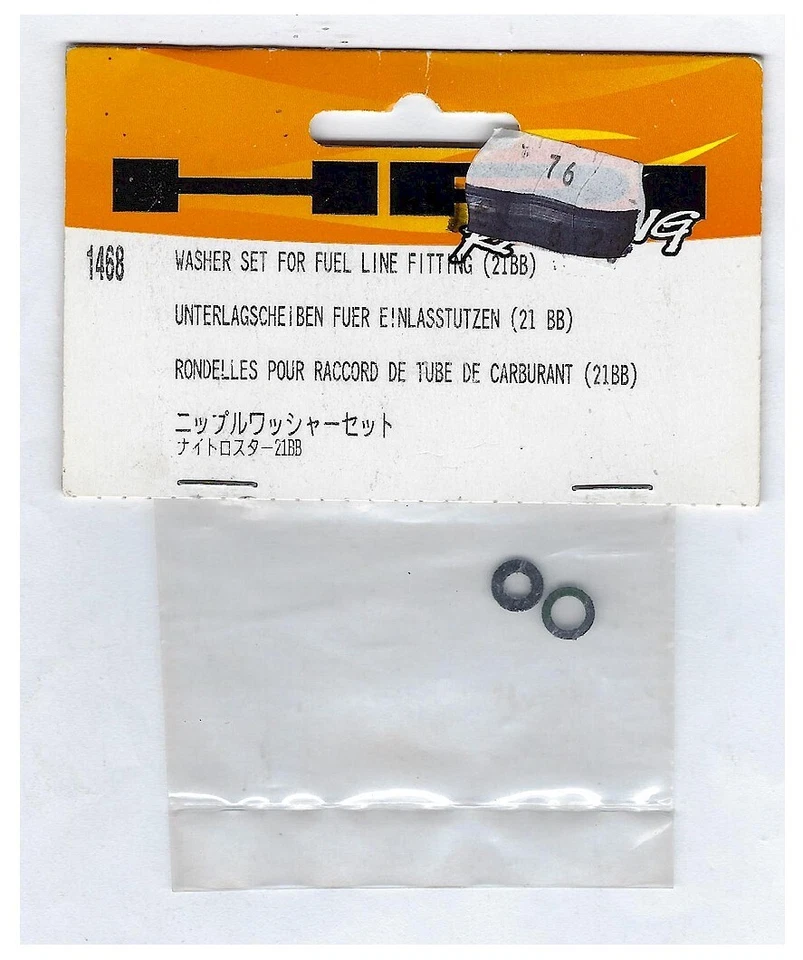 76
1468
WASHER SET FOR FUEL LINE FITTING (21BB)
UNTERLAGSCHEIBEN FUER EINLASSTUTZEN (21 BB)
RONDELLES POUR RACCORD DE TUBE DE CARBURANT (21BB)
ニップルワッシャーセット
ナイトロスター21BB